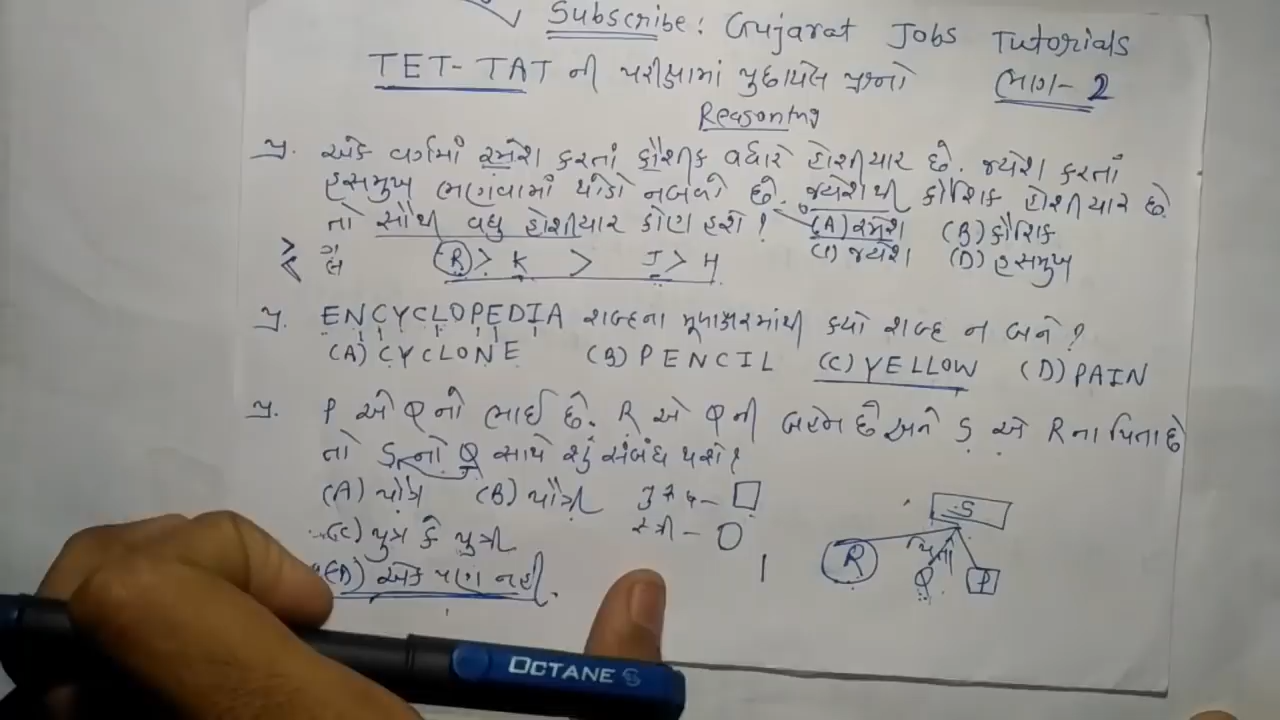 Subscribe: Gujarat Jobs Tutorials
TET-TAT ની પરીક્ષામાં પુછાયેલ પ્રશ્નો ભાગ-2
Reasoning
પ્ર. એક વર્ગમાં રમેશ કરતાં કૌશીક વધારે હોશીયાર છે. જયેશ કરતાં
હસમુખ ભણવામાં થોડો નબળો છે. જયેશથી કૌશિક હોશીયાર છે.
તો સૌથી વધુ હોશીયાર કોણ હશે? (A) રમેશ (B) કૌશિક
(C) જયેશ (D) હસમુખ
R > K > J > H
પ્ર. ENCYCLOPEDIA શબ્દના મૂળાક્ષરમાંથી ક્યો શબ્દ ન બને?
(A) CYCLONE (B) PENCIL (C) YELLOW (D) PAIN
પ્ર. P એ Q નો ભાઈ છે. R એ Q ની બહેન છે અને S એ R ના પિતા છે
તો S નો Q સાથે શું સંબંધ થશે?
(A) પૌત્ર (B) પૌત્રી પુરુષ - □
(C) પુત્ર કે પુત્રી સ્ત્રી - O
(D) એક પણ નહી.
S
પિતા
R Q P
OCTANE